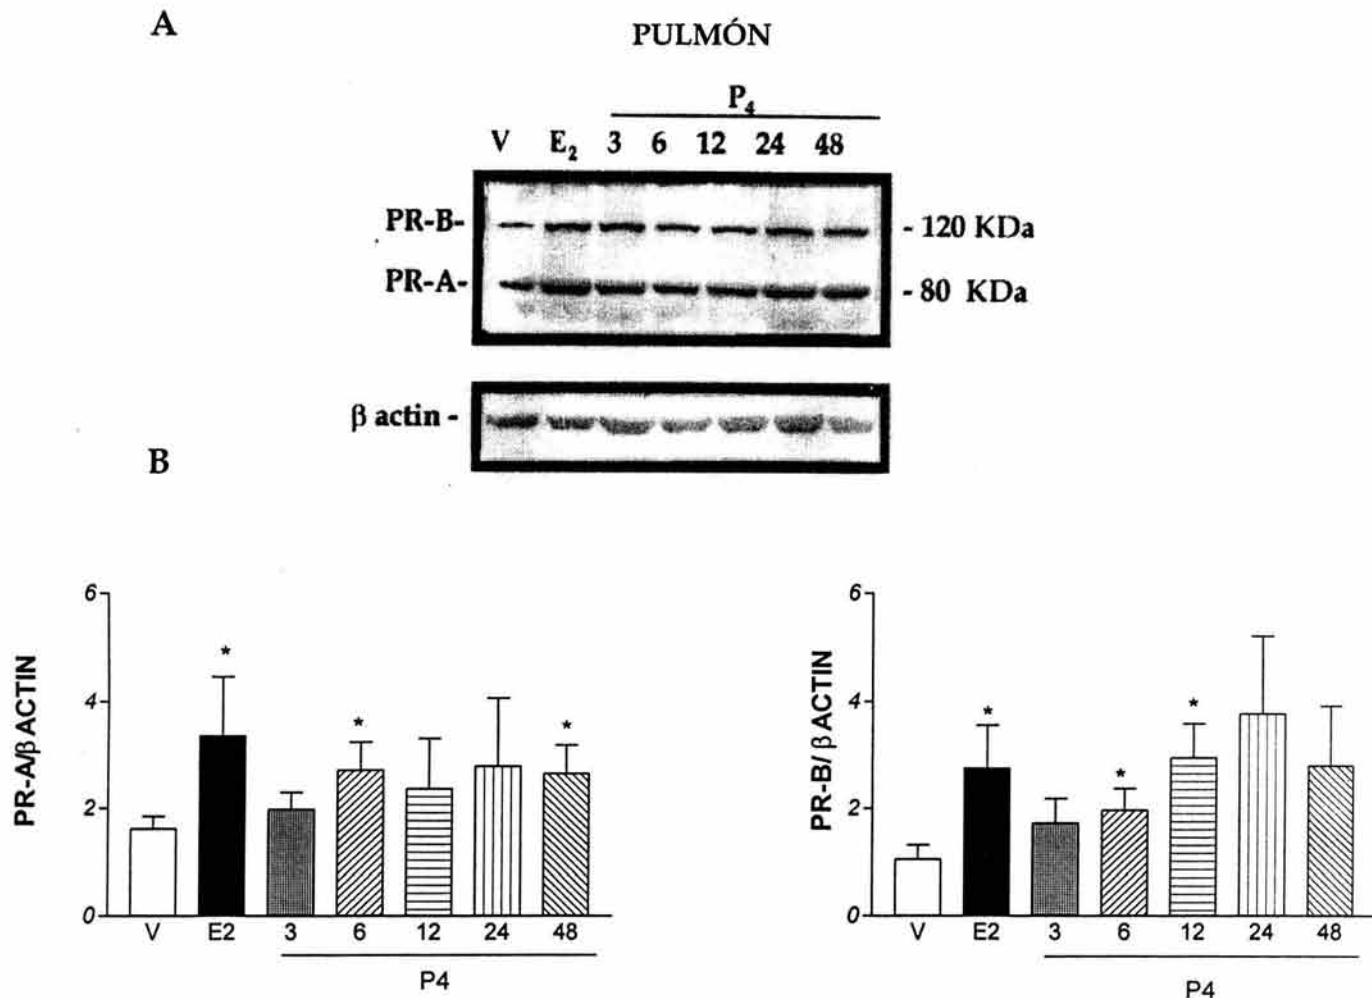 A
PULMÓN
P₄
V E₂ 3 6 12 24 48
PR-B- - 120 KDa
PR-A- - 80 KDa
β actin -
B
6
4
2
0
PR-A/β ACTIN
* * *
V E2 3 6 12 24 48
P4
6
4
2
0
PR-B/ β ACTIN
* * *
V E2 3 6 12 24 48
P4